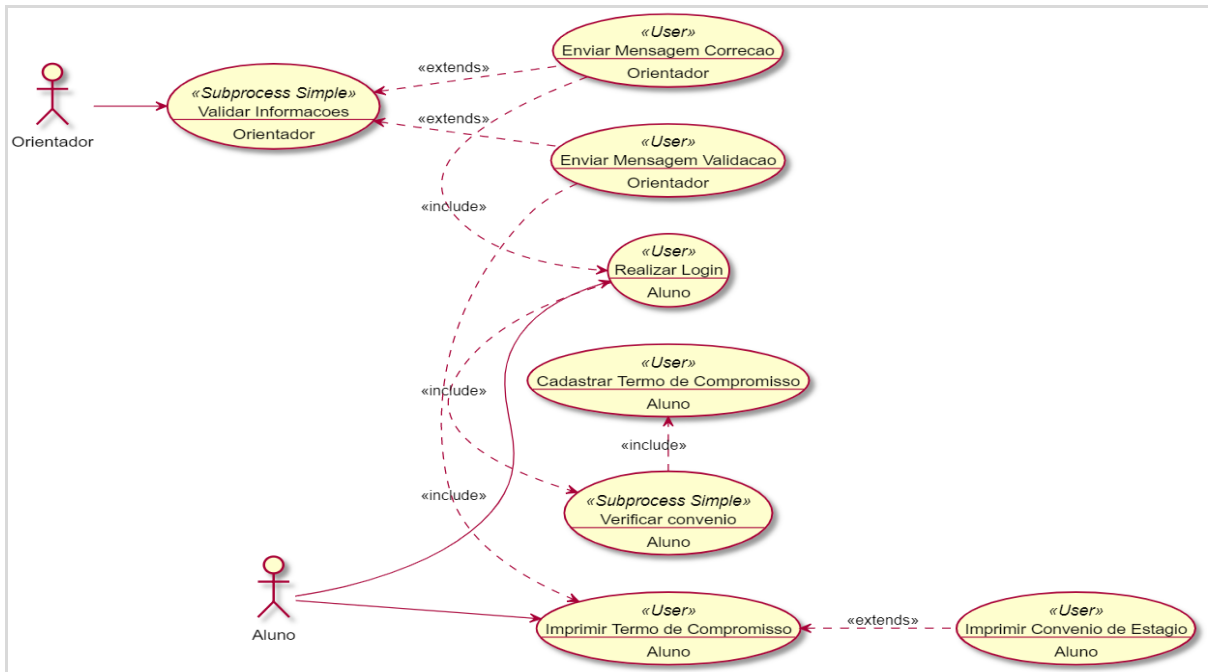 «User»
Enviar Mensagem Correcao
Orientador
«extends»
«Subprocess Simple»
Validar Informacoes
Orientador
Orientador
«extends»
«User»
Enviar Mensagem Validacao
Orientador
«include»
«User»
Realizar Login
Aluno
«User»
Cadastrar Termo de Compromisso
Aluno
«include»
«include»
«Subprocess Simple»
Verificar convenio
Aluno
«include»
Aluno
«User»
Imprimir Termo de Compromisso
Aluno
«extends»
«User»
Imprimir Convenio de Estagio
Aluno